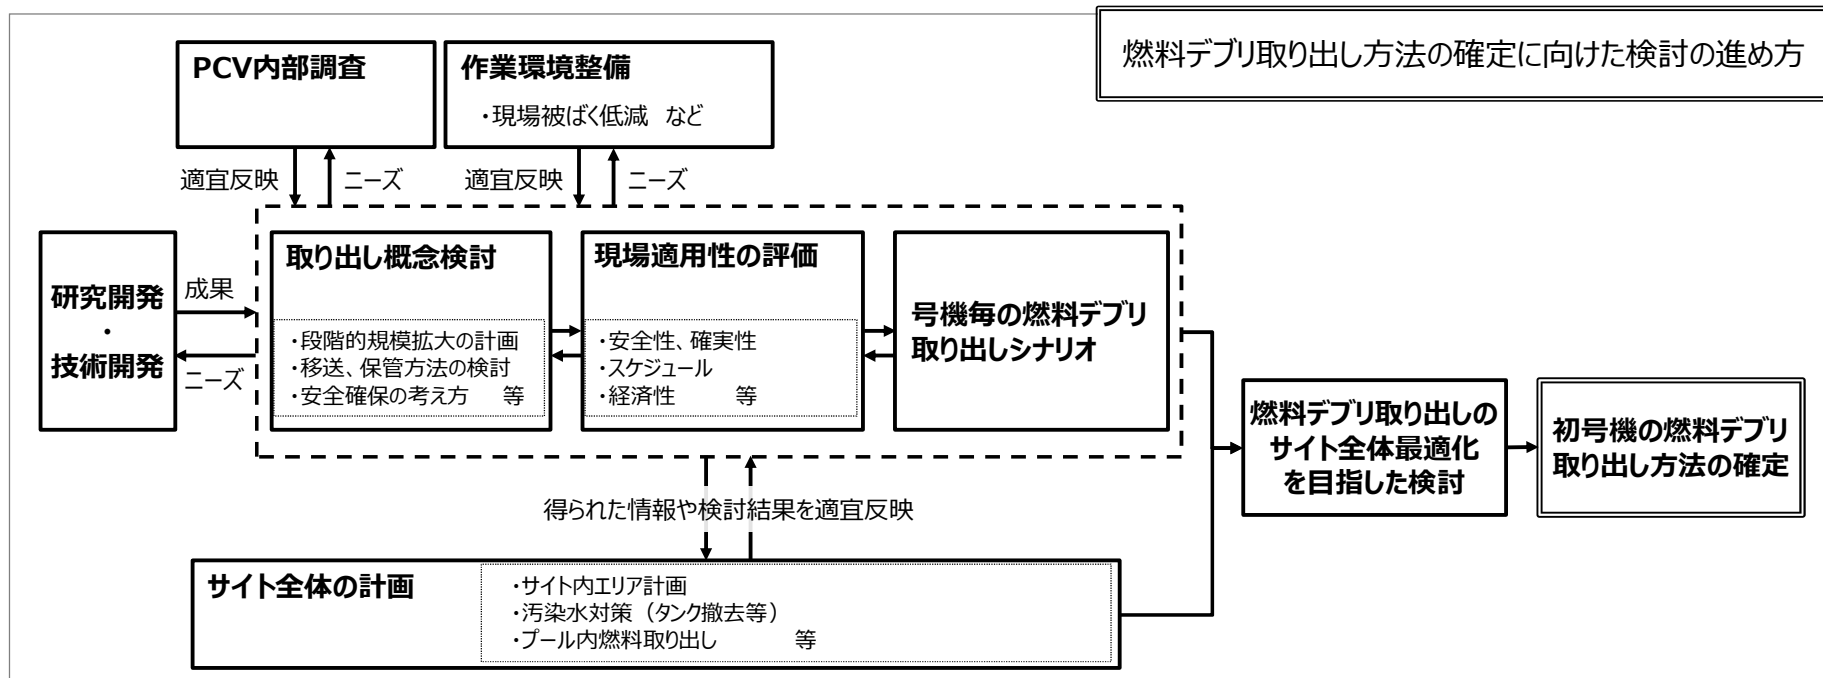 燃料デブリ取り出し方法の確定に向けた検討の進め方
PCV内部調査
作業環境整備
・現場被ばく低減 など
適宜反映
ニーズ
適宜反映
ニーズ
研究開発
・
技術開発
成果
ニーズ
取り出し概念検討
・段階的規模拡大の計画
・移送、保管方法の検討
・安全確保の考え方 等
現場適用性の評価
・安全性、確実性
・スケジュール
・経済性 等
号機毎の燃料デブリ
取り出しシナリオ
得られた情報や検討結果を適宜反映
サイト全体の計画
・サイト内エリア計画
・汚染水対策（タンク撤去等）
・プール内燃料取り出し 等
燃料デブリ取り出しの
サイト全体最適化
を目指した検討
初号機の燃料デブリ
取り出し方法の確定